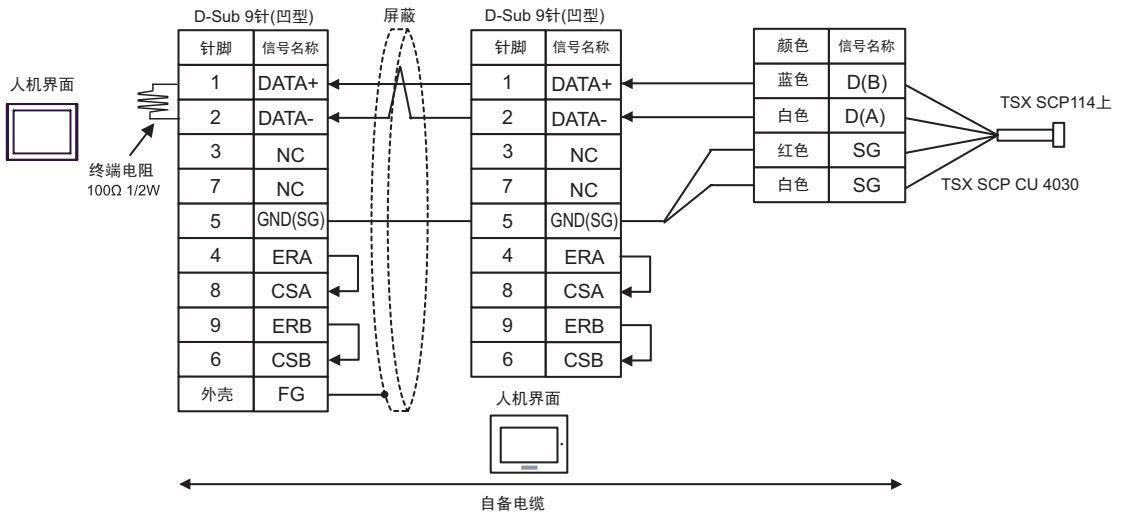 D-Sub 9针(凹型)
屏蔽
D-Sub 9针(凹型)
人机界面
针脚 信号名称
1 DATA+
2 DATA-
3 NC
7 NC
5 GND(SG)
4 ERA
8 CSA
9 ERB
6 CSB
外壳 FG
终端电阻
100Ω 1/2W
针脚 信号名称
1 DATA+
2 DATA-
3 NC
7 NC
5 GND(SG)
4 ERA
8 CSA
9 ERB
6 CSB
人机界面
颜色 信号名称
蓝色 D(B)
白色 D(A)
红色 SG
白色 SG
TSX SCP114上
TSX SCP CU 4030
自备电缆